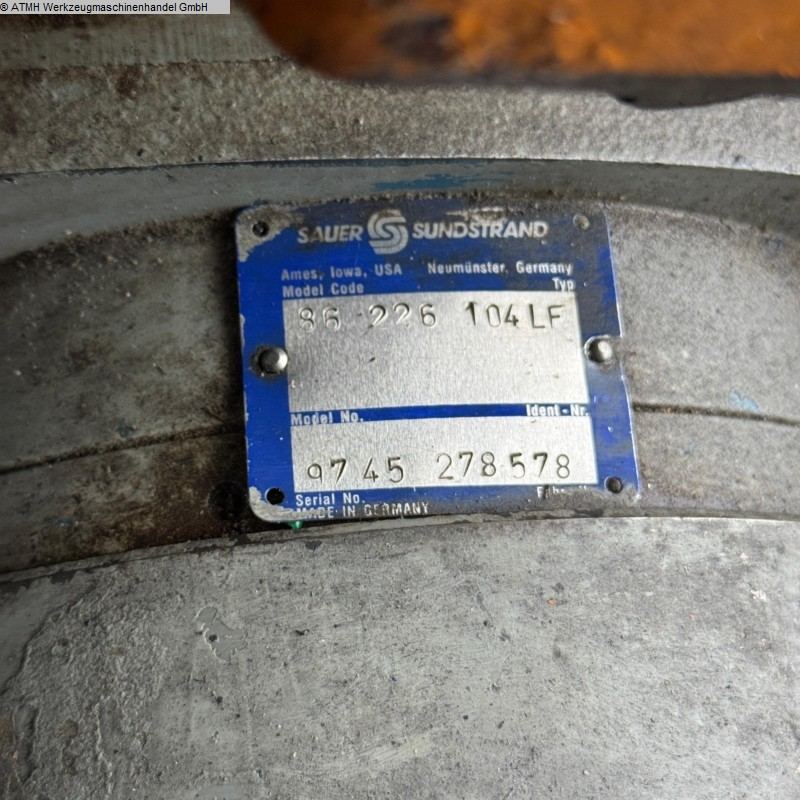 © ATMH Werkzeugmaschinenhandel GmbH
SAUER SUNDSTRAND
Ames, Iowa, USA Neumünster, Germany
Model Code Typ
86 226 104LF
Model No. Ident-Nr.
9745 278578
Serial No.
MADE IN GERMANY